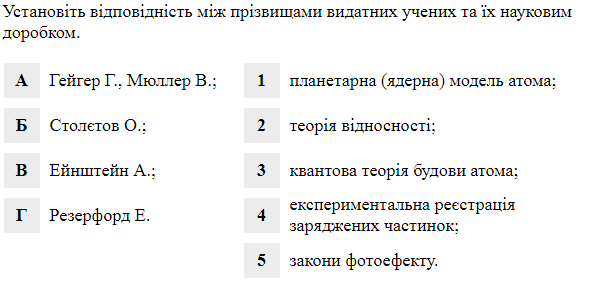 Установіть відповідність між прізвищами видатних учених та їх науковим
доробком.
А Гейгер Г., Мюллер В.; 1 планетарна (ядерна) модель атома;
Б Столєтов О.; 2 теорія відносності;
В Ейнштейн А.; 3 квантова теорія будови атома;
Г Резерфорд Е. 4 експериментальна реєстрація
заряджених частинок;
5 закони фотоефекту.